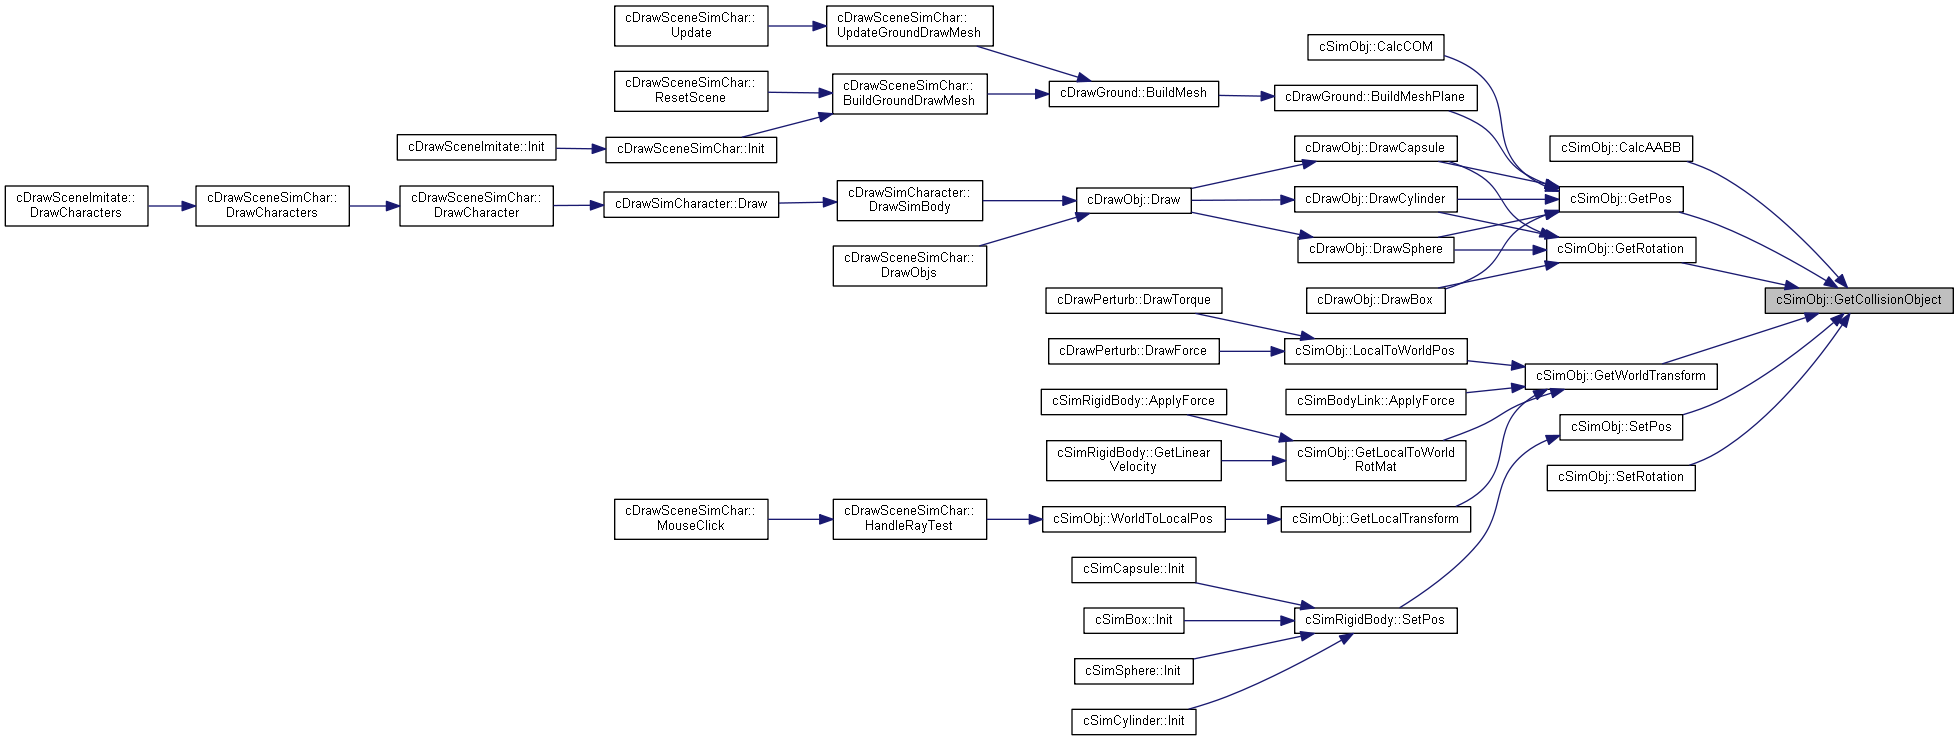 cDrawSceneSimChar::
Update
cDrawSceneSimChar::
UpdateGroundDrawMesh
cSimObj::CalcCOM
cDrawSceneSimChar::
ResetScene
cDrawSceneSimChar::
BuildGroundDrawMesh
cDrawGround::BuildMesh
cDrawGround::BuildMeshPlane
cDrawSceneImitate::Init
cDrawSceneSimChar::Init
cDrawObj::DrawCapsule
cSimObj::CalcAABB
cDrawSceneImitate::
DrawCharacters
cDrawSceneSimChar::
DrawCharacters
cDrawSceneSimChar::
DrawCharacter
cDrawSimCharacter::Draw
cDrawSimCharacter::
DrawSimBody
cDrawObj::Draw
cDrawObj::DrawCylinder
cSimObj::GetPos
cDrawSceneSimChar::
DrawObjs
cDrawObj::DrawSphere
cSimObj::GetRotation
cDrawPerturb::DrawTorque
cDrawObj::DrawBox
cSimObj::GetCollisionObject
cDrawPerturb::DrawForce
cSimObj::LocalToWorldPos
cSimObj::GetWorldTransform
cSimRigidBody::ApplyForce
cSimBodyLink::ApplyForce
cSimObj::SetPos
cSimRigidBody::GetLinear
Velocity
cSimObj::GetLocalToWorld
RotMat
cSimObj::SetRotation
cDrawSceneSimChar::
MouseClick
cDrawSceneSimChar::
HandleRayTest
cSimObj::WorldToLocalPos
cSimObj::GetLocalTransform
cSimCapsule::Init
cSimBox::Init
cSimRigidBody::SetPos
cSimSphere::Init
cSimCylinder::Init